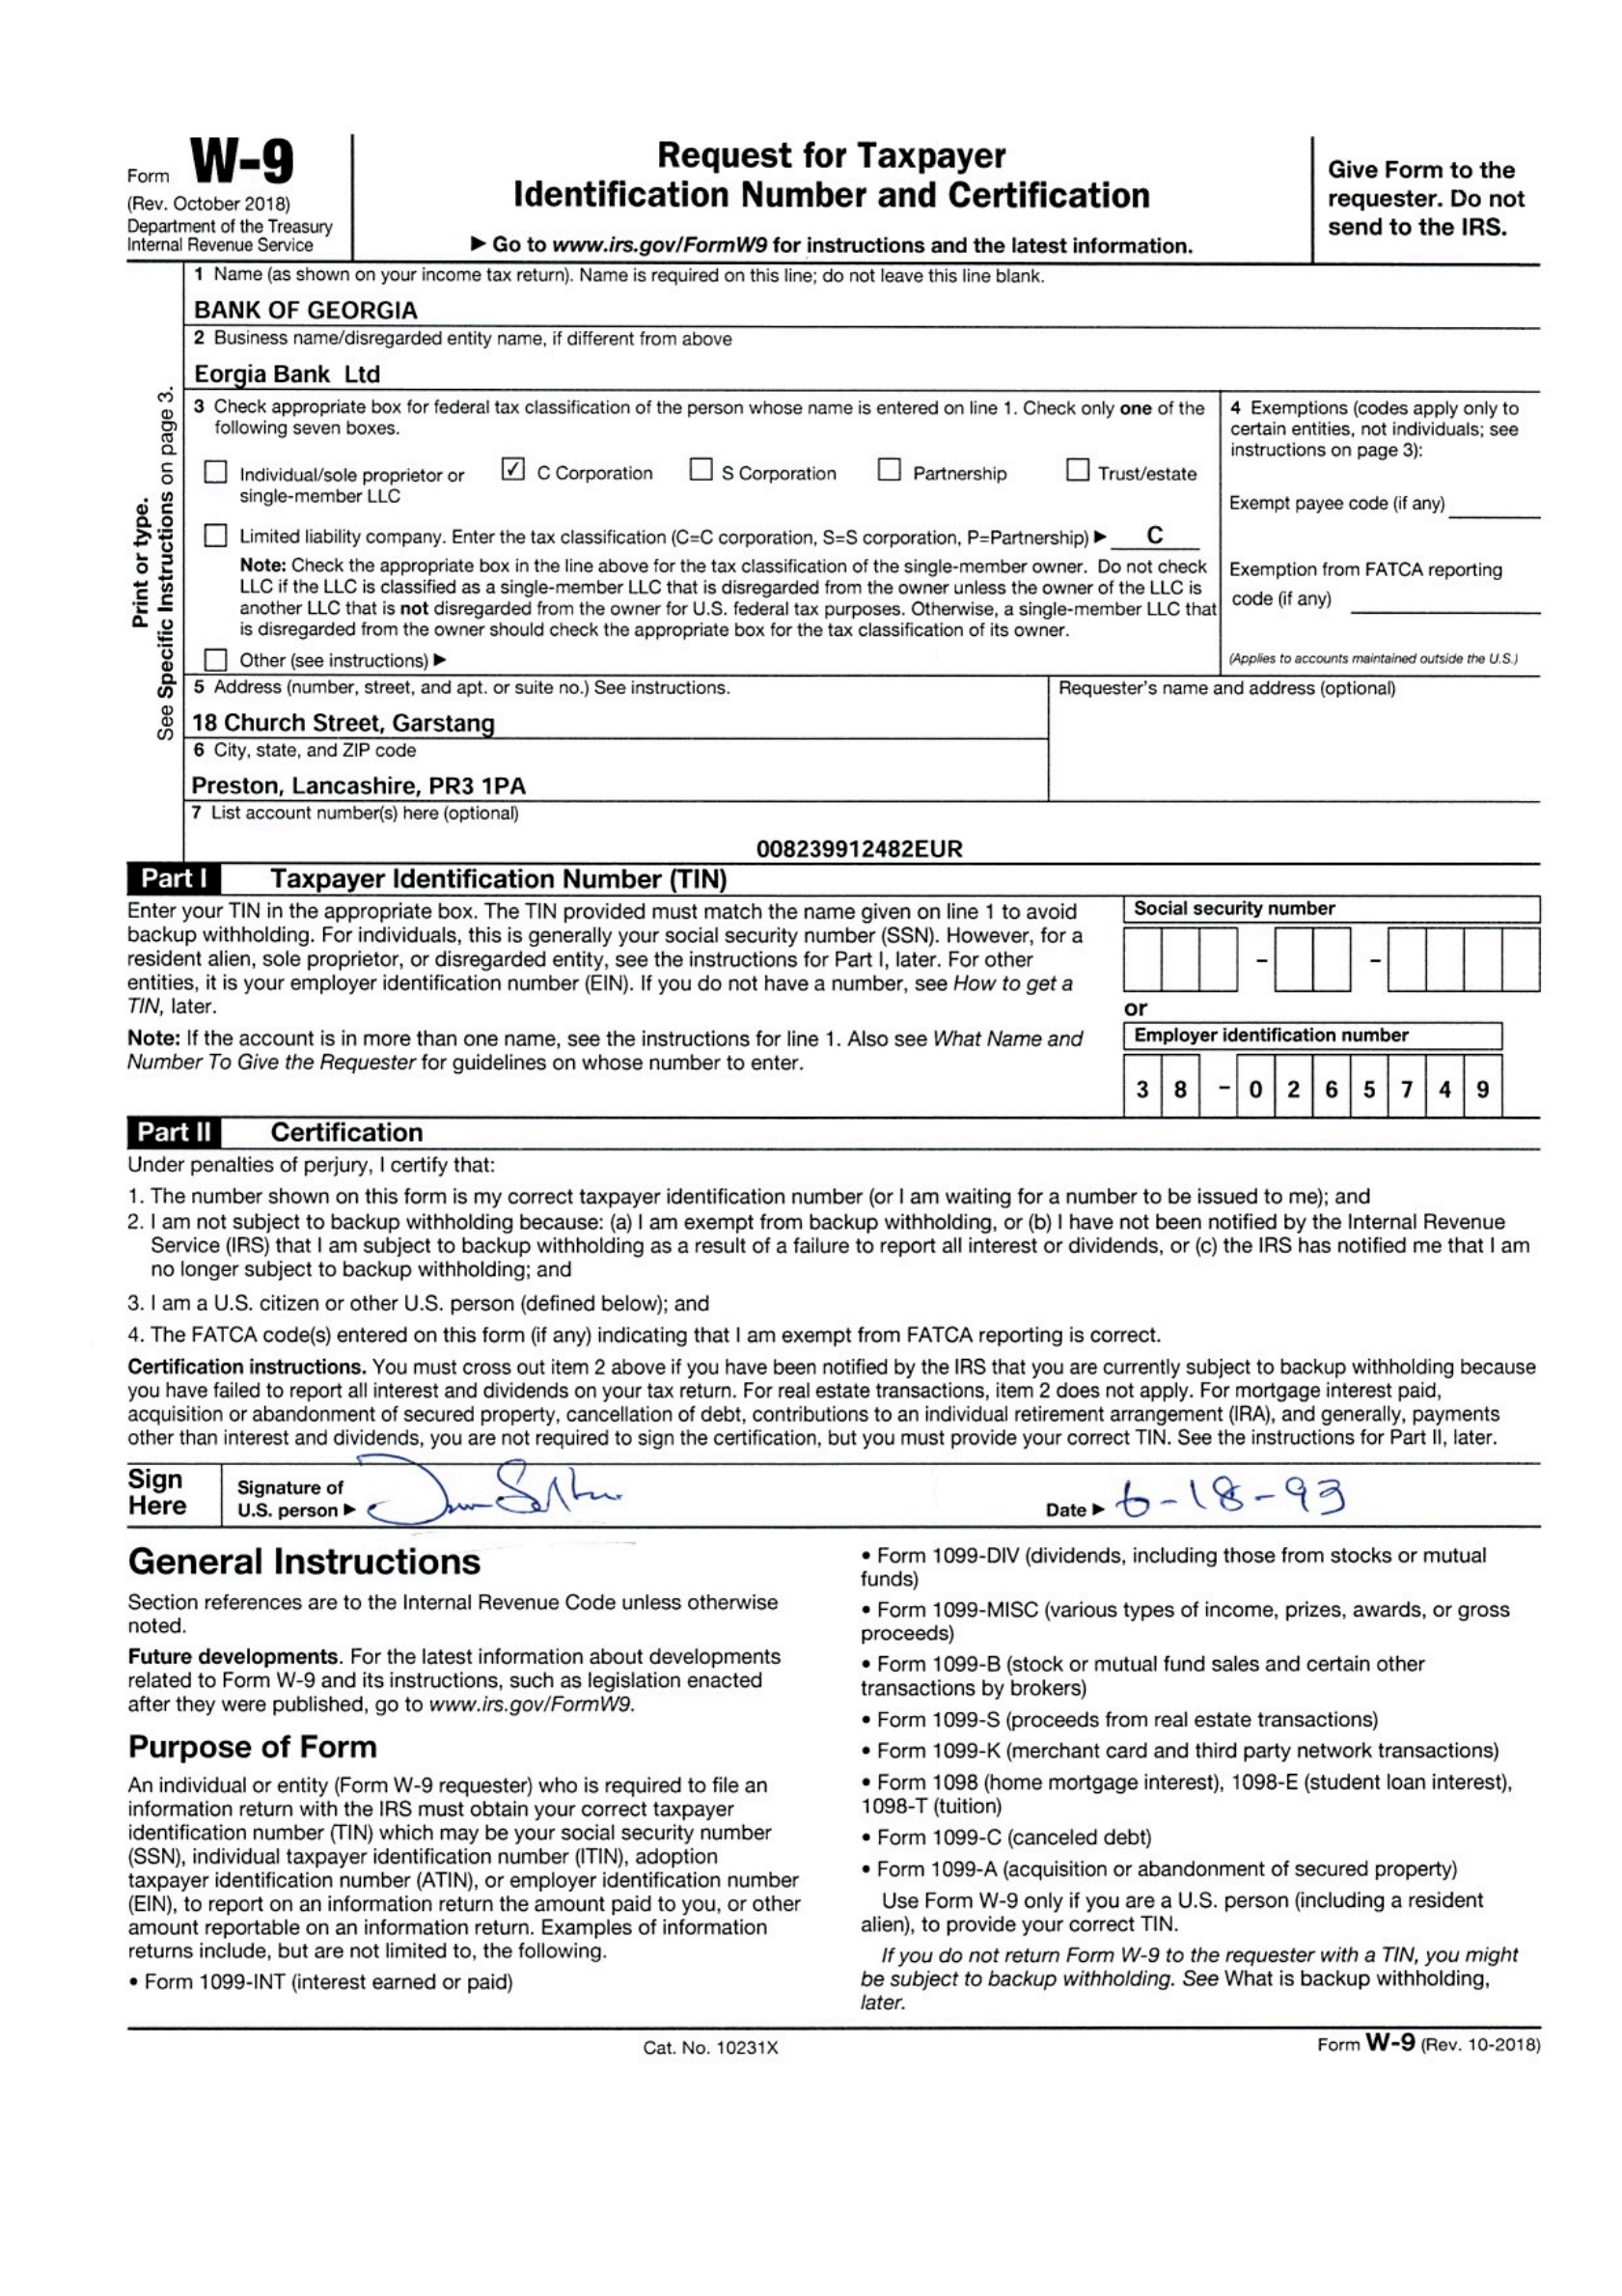 Form W-9
(Rev. October 2018)
Department of the Treasury
Internal Revenue Service
Request for Taxpayer
Identification Number and Certification
▶ Go to www.irs.gov/FormW9 for instructions and the latest information.
Give Form to the
requester. Do not
send to the IRS.
Print or type.
See Specific Instructions on page 3.
1 Name (as shown on your income tax return). Name is required on this line; do not leave this line blank.
BANK OF GEORGIA
2 Business name/disregarded entity name, if different from above
Eorgia Bank Ltd
3 Check appropriate box for federal tax classification of the person whose name is entered on line 1. Check only one of the
following seven boxes.
Individual/sole proprietor or
single-member LLC
✓ C Corporation
S Corporation
Partnership
Trust/estate
Limited liability company. Enter the tax classification (C=C corporation, S=S corporation, P=Partnership) ▶ C
Note: Check the appropriate box in the line above for the tax classification of the single-member owner. Do not check
LLC if the LLC is classified as a single-member LLC that is disregarded from the owner unless the owner of the LLC is
another LLC that is not disregarded from the owner for U.S. federal tax purposes. Otherwise, a single-member LLC that
is disregarded from the owner should check the appropriate box for the tax classification of its owner.
Other (see instructions) ▶
4 Exemptions (codes apply only to
certain entities, not individuals; see
instructions on page 3):
Exempt payee code (if any)
Exemption from FATCA reporting
code (if any)
(Applies to accounts maintained outside the U.S.)
5 Address (number, street, and apt. or suite no.) See instructions.
18 Church Street, Garstang
6 City, state, and ZIP code
Preston, Lancashire, PR3 1PA
Requester's name and address (optional)
7 List account number(s) here (optional)
008239912482EUR
Part I Taxpayer Identification Number (TIN)
Enter your TIN in the appropriate box. The TIN provided must match the name given on line 1 to avoid
backup withholding. For individuals, this is generally your social security number (SSN). However, for a
resident alien, sole proprietor, or disregarded entity, see the instructions for Part I, later. For other
entities, it is your employer identification number (EIN). If you do not have a number, see How to get a
TIN, later.
Note: If the account is in more than one name, see the instructions for line 1. Also see What Name and
Number To Give the Requester for guidelines on whose number to enter.
Social security number
– –
or
Employer identification number
3 8 – 0 2 6 5 7 4 9
Part II Certification
Under penalties of perjury, I certify that:
1. The number shown on this form is my correct taxpayer identification number (or I am waiting for a number to be issued to me); and
2. I am not subject to backup withholding because: (a) I am exempt from backup withholding, or (b) I have not been notified by the Internal Revenue
Service (IRS) that I am subject to backup withholding as a result of a failure to report all interest or dividends, or (c) the IRS has notified me that I am
no longer subject to backup withholding; and
3. I am a U.S. citizen or other U.S. person (defined below); and
4. The FATCA code(s) entered on this form (if any) indicating that I am exempt from FATCA reporting is correct.
Certification instructions. You must cross out item 2 above if you have been notified by the IRS that you are currently subject to backup withholding because
you have failed to report all interest and dividends on your tax return. For real estate transactions, item 2 does not apply. For mortgage interest paid,
acquisition or abandonment of secured property, cancellation of debt, contributions to an individual retirement arrangement (IRA), and generally, payments
other than interest and dividends, you are not required to sign the certification, but you must provide your correct TIN. See the instructions for Part II, later.
Sign
Here
Signature of
U.S. person ▶
Date ▶ 6-18-93
General Instructions
Section references are to the Internal Revenue Code unless otherwise
noted.
Future developments. For the latest information about developments
related to Form W-9 and its instructions, such as legislation enacted
after they were published, go to www.irs.gov/FormW9.
Purpose of Form
An individual or entity (Form W-9 requester) who is required to file an
information return with the IRS must obtain your correct taxpayer
identification number (TIN) which may be your social security number
(SSN), individual taxpayer identification number (ITIN), adoption
taxpayer identification number (ATIN), or employer identification number
(EIN), to report on an information return the amount paid to you, or other
amount reportable on an information return. Examples of information
returns include, but are not limited to, the following.
• Form 1099-INT (interest earned or paid)
• Form 1099-DIV (dividends, including those from stocks or mutual
funds)
• Form 1099-MISC (various types of income, prizes, awards, or gross
proceeds)
• Form 1099-B (stock or mutual fund sales and certain other
transactions by brokers)
• Form 1099-S (proceeds from real estate transactions)
• Form 1099-K (merchant card and third party network transactions)
• Form 1098 (home mortgage interest), 1098-E (student loan interest),
1098-T (tuition)
• Form 1099-C (canceled debt)
• Form 1099-A (acquisition or abandonment of secured property)
Use Form W-9 only if you are a U.S. person (including a resident
alien), to provide your correct TIN.
If you do not return Form W-9 to the requester with a TIN, you might
be subject to backup withholding. See What is backup withholding,
later.
Cat. No. 10231X
Form W-9 (Rev. 10-2018)